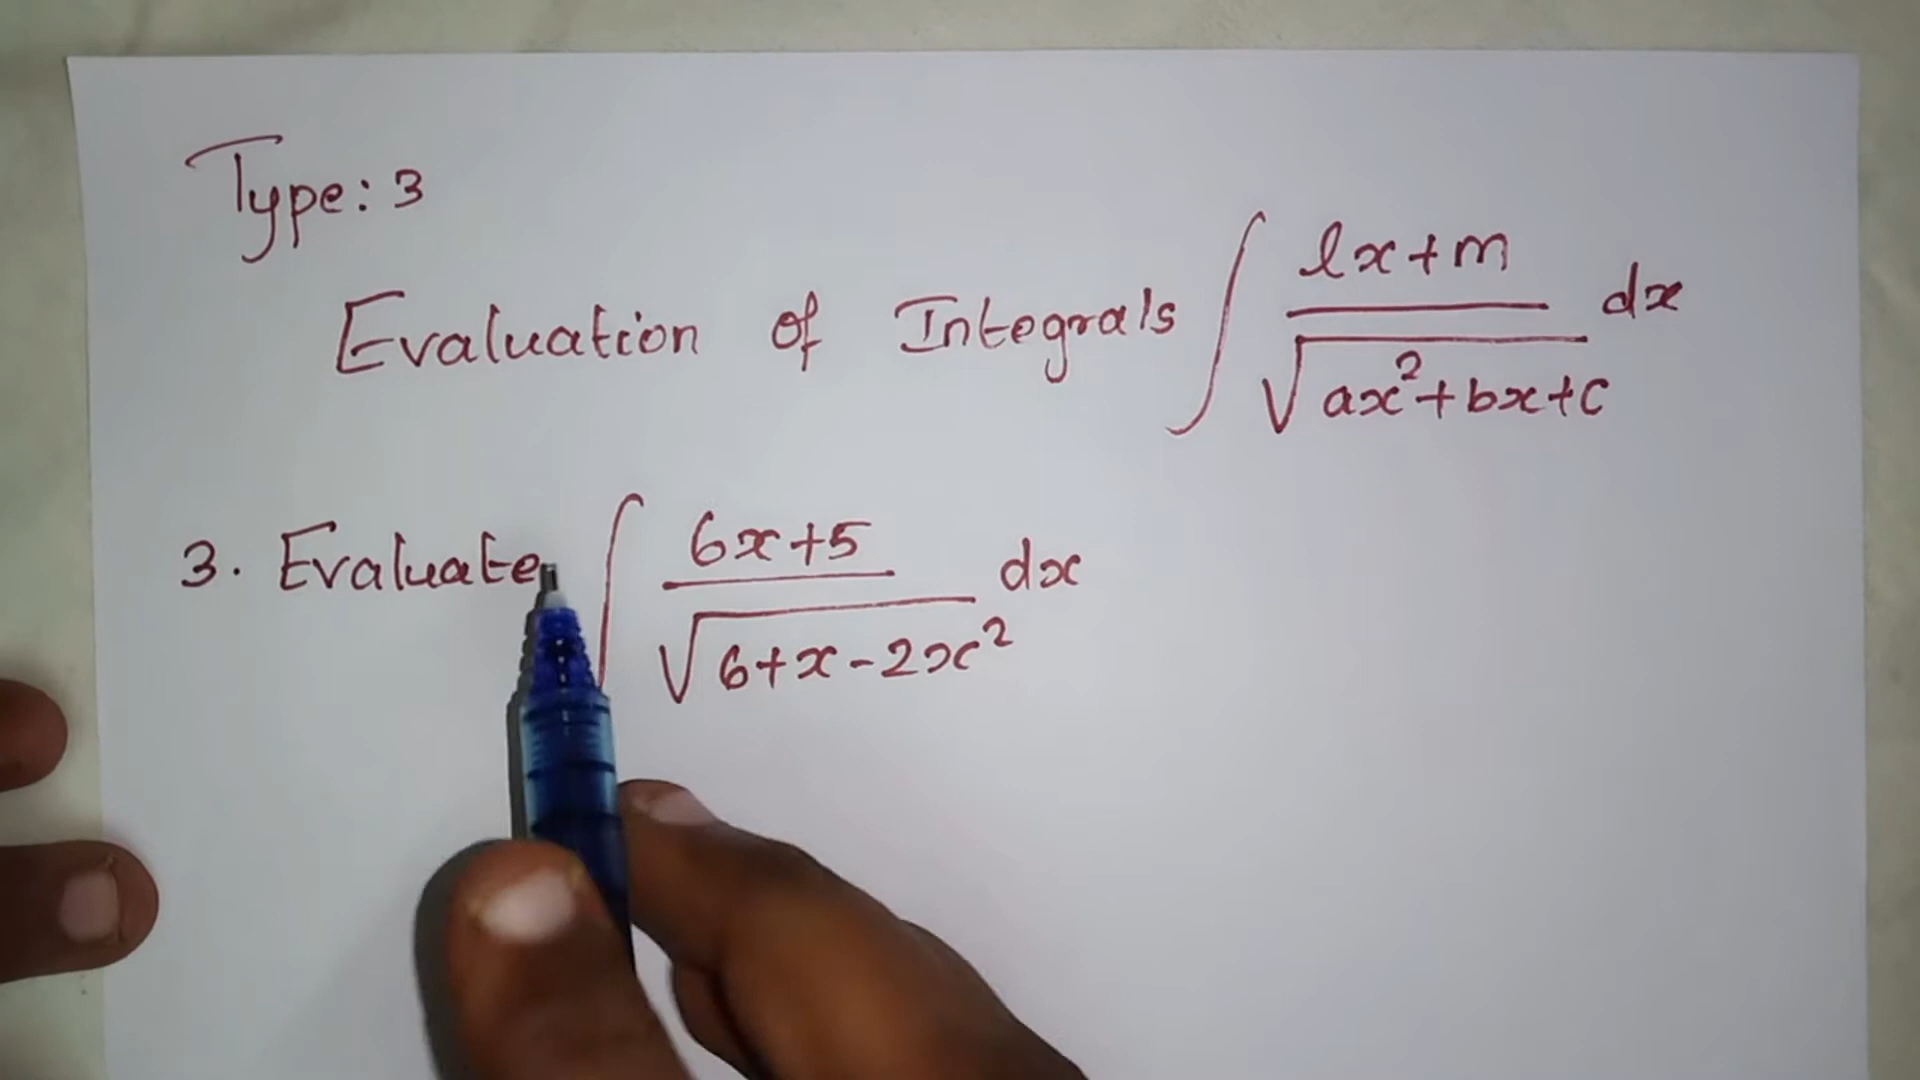 Type: 3
Evaluation of Integrals ∫ (lx+m)/√(ax²+bx+c) dx
3. Evaluate ∫ (6x+5)/√(6+x-2x²) dx